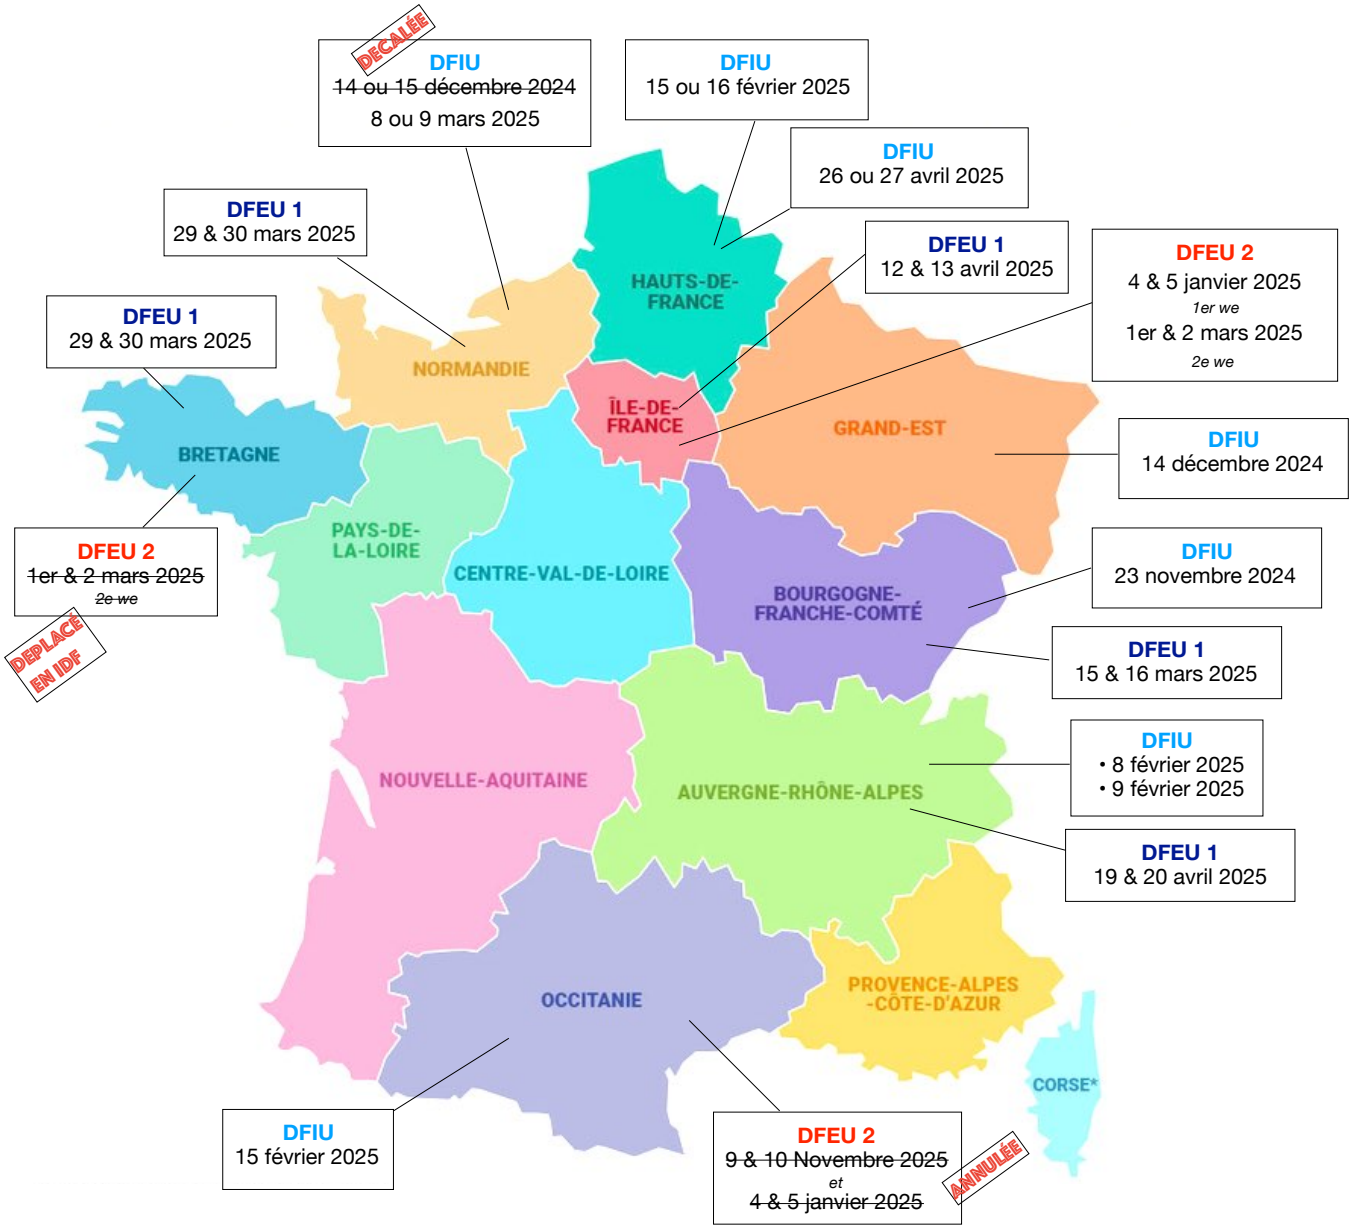 DECALÉE
DFIU
14 ou 15 décembre 2024
8 ou 9 mars 2025
DFIU
15 ou 16 février 2025
DFIU
26 ou 27 avril 2025
DFEU 1
29 & 30 mars 2025
DFEU 1
12 & 13 avril 2025
DFEU 2
4 & 5 janvier 2025
1er we
1er & 2 mars 2025
2e we
DFEU 1
29 & 30 mars 2025
HAUTS-DE-
FRANCE
NORMANDIE
ÎLE-DE-
FRANCE
GRAND-EST
BRETAGNE
DFIU
14 décembre 2024
PAYS-DE-
LA-LOIRE
CENTRE-VAL-DE-LOIRE
BOURGOGNE-
FRANCHE-COMTÉ
DFEU 2
1er & 2 mars 2025
2e we
DEPLACÉ
EN IDF
DFIU
23 novembre 2024
DFEU 1
15 & 16 mars 2025
NOUVELLE-AQUITAINE
AUVERGNE-RHÔNE-ALPES
DFIU
• 8 février 2025
• 9 février 2025
DFEU 1
19 & 20 avril 2025
OCCITANIE
PROVENCE-ALPES
-CÔTE-D'AZUR
CORSE*
DFIU
15 février 2025
DFEU 2
9 & 10 Novembre 2025
et
4 & 5 janvier 2025
ANNULÉE